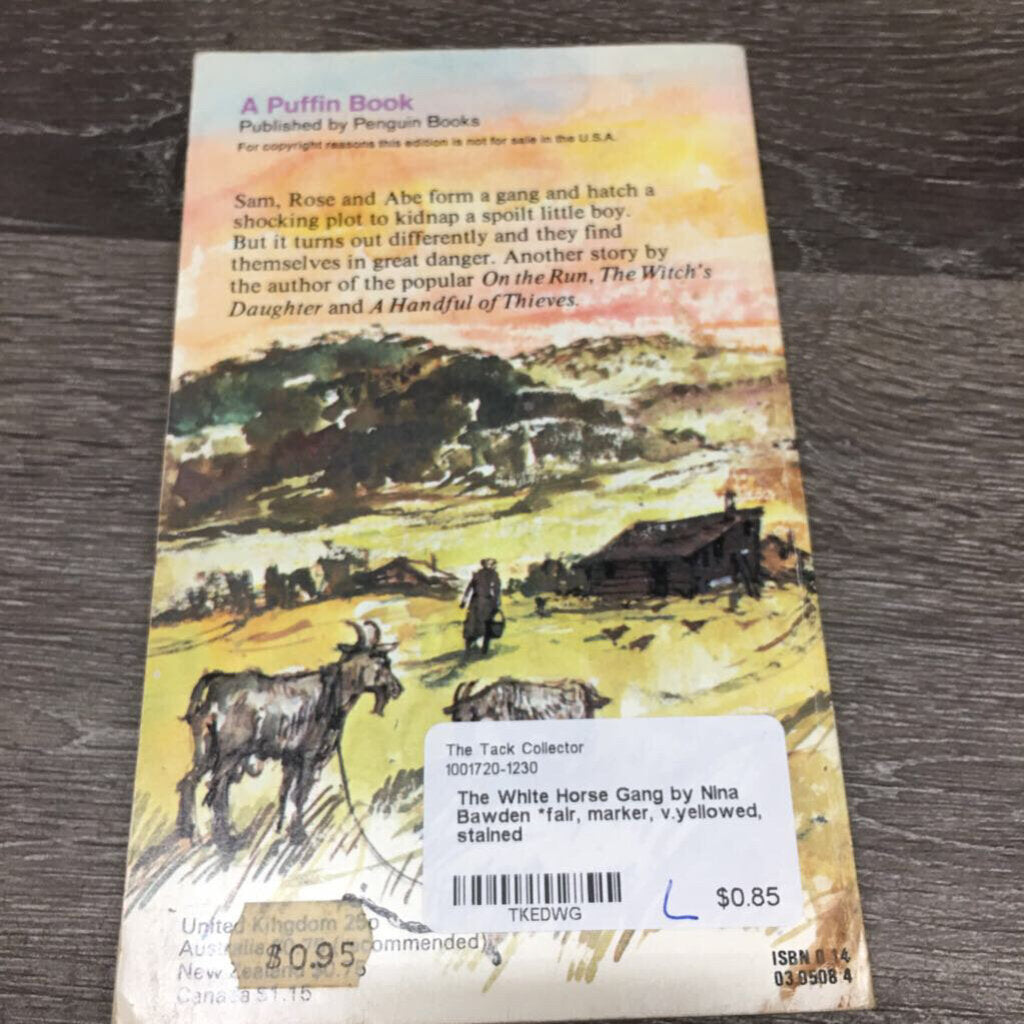 A Puffin Book
Published by Penguin Books
For copyright reasons this edition is not for sale in the U.S.A.
Sam, Rose and Abe form a gang and hatch a
shocking plot to kidnap a spoilt little boy.
But it turns out differently and they find
themselves in great danger. Another story by
the author of the popular On the Run, The Witch's
Daughter and A Handful of Thieves.
The Tack Collector
1001720-1230
The White Horse Gang by Nina
Bawden *fair, marker, v.yellowed,
stained
TKEDWG
L $0.85
United Kingdom 25p
$0.95
New Zealand
Canada $1.15
ISBN 0 14
03 0508 4